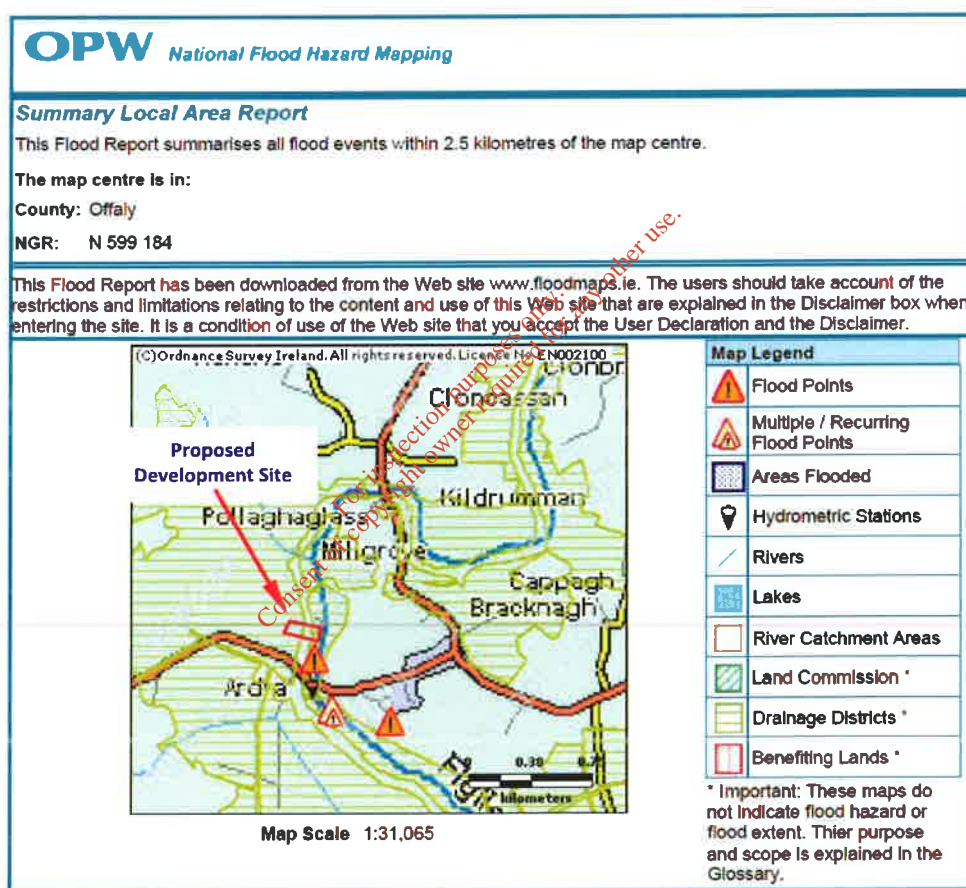 OPW National Flood Hazard Mapping
Summary Local Area Report
This Flood Report summarises all flood events within 2.5 kilometres of the map centre.
The map centre is in:
County: Offaly
NGR: N 599 184
This Flood Report has been downloaded from the Web site www.floodmaps.ie. The users should take account of the
restrictions and limitations relating to the content and use of this Web site that are explained in the Disclaimer box when
entering the site. It is a condition of use of the Web site that you accept the User Declaration and the Disclaimer.
(C)Ordnance Survey Ireland. All rights reserved. Licence No EN002100
Clonbr
Clonçassan
Proposed
Development Site
Kildrumman
Pollaghaglass
Millgrove
Cappagh
Bracknagh
Ardra
Figi
0 0.38 0.7
kilometers
Map Scale 1:31,065
Map Legend
Flood Points
Multiple / Recurring
Flood Points
Areas Flooded
Hydrometric Stations
Rivers
Lakes
River Catchment Areas
Land Commission *
Drainage Districts *
Benefiting Lands *
* Important: These maps do
not indicate flood hazard or
flood extent. Thier purpose
and scope is explained in the
Glossary.
For inspection purposes only.
Consent of copyright owner required for any other use.